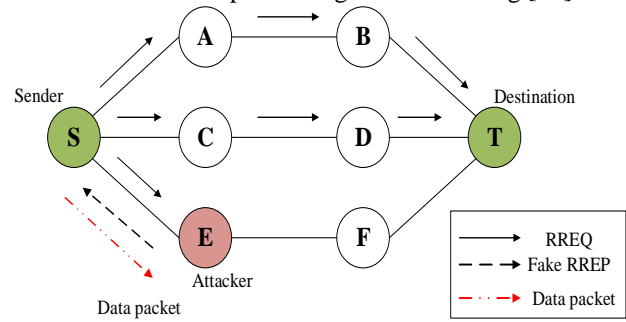 A
B
Sender
Destination
S
C
D
T
E
F
Attacker
Data packet
RREQ
Fake RREP
Data packet